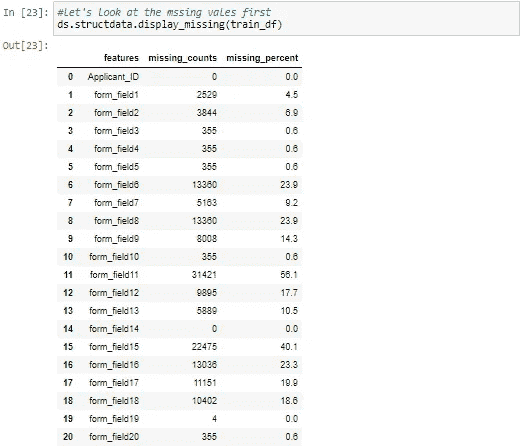 In [23]: #Let's look at the mssing vales first
ds.structdata.display_missing(train_df)
Out[23]:
features missing_counts missing_percent
0 Applicant_ID 0 0.0
1 form_field1 2529 4.5
2 form_field2 3844 6.9
3 form_field3 355 0.6
4 form_field4 355 0.6
5 form_field5 355 0.6
6 form_field6 13360 23.9
7 form_field7 5163 9.2
8 form_field8 13360 23.9
9 form_field9 8008 14.3
10 form_field10 355 0.6
11 form_field11 31421 56.1
12 form_field12 9895 17.7
13 form_field13 5889 10.5
14 form_field14 0 0.0
15 form_field15 22475 40.1
16 form_field16 13036 23.3
17 form_field17 11151 19.9
18 form_field18 10402 18.6
19 form_field19 4 0.0
20 form_field20 355 0.6